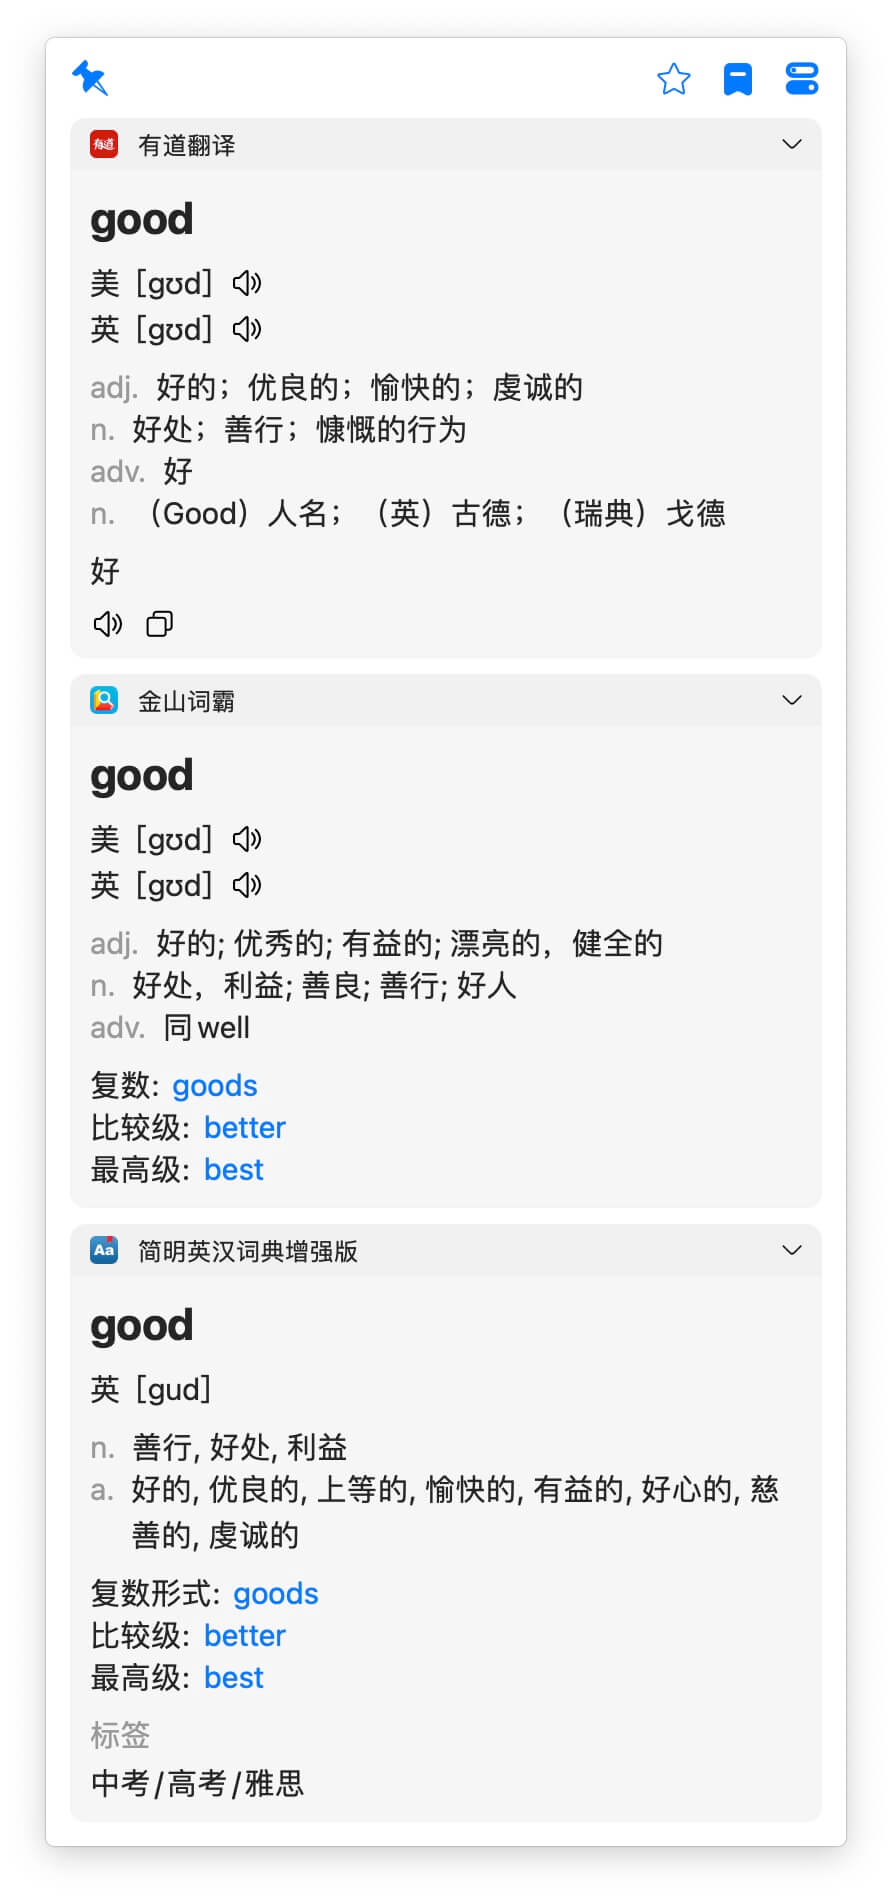 有道 有道翻译
good
美 [gʊd]
英 [gʊd]
adj. 好的；优良的；愉快的；虔诚的
n. 好处；善行；慷慨的行为
adv. 好
n. （Good）人名；（英）古德；（瑞典）戈德
好
金山词霸
good
美 [gʊd]
英 [gʊd]
adj. 好的; 优秀的; 有益的; 漂亮的，健全的
n. 好处，利益; 善良; 善行; 好人
adv. 同well
复数: goods
比较级: better
最高级: best
Aa 简明英汉词典增强版
good
英 [gud]
n. 善行, 好处, 利益
a. 好的, 优良的, 上等的, 愉快的, 有益的, 好心的, 慈
善的, 虔诚的
复数形式: goods
比较级: better
最高级: best
标签
中考/高考/雅思